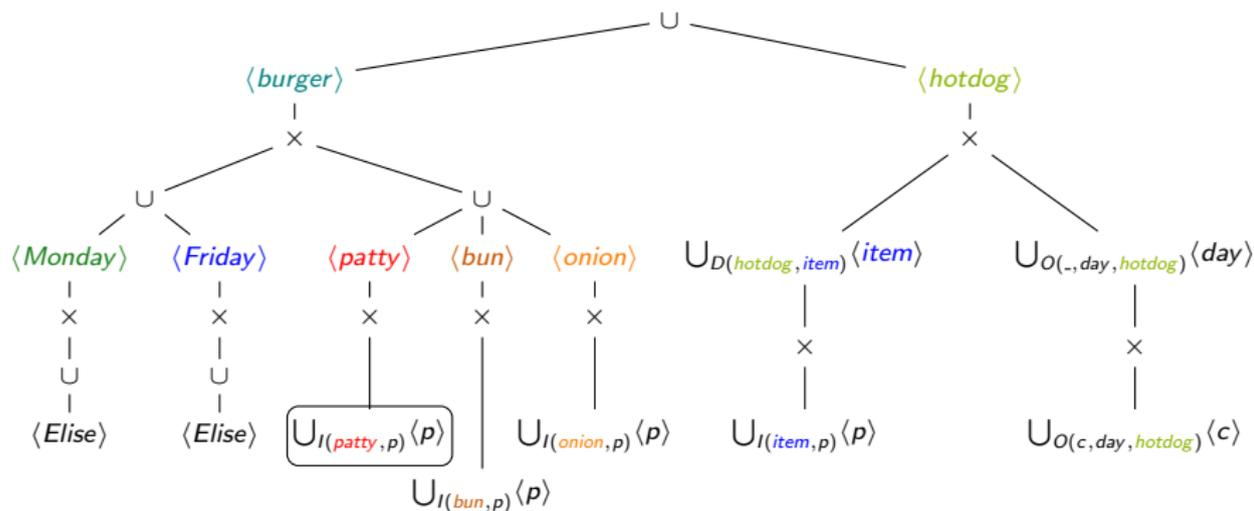 ∪
⟨burger⟩ ⟨hotdog⟩
× ×
∪ ∪
⟨Monday⟩ ⟨Friday⟩ ⟨patty⟩ ⟨bun⟩ ⟨onion⟩ ⋃D(hotdog,item)⟨item⟩ ⋃O(_,day,hotdog)⟨day⟩
× × × × ×
× ×
∪ ∪
⟨Elise⟩ ⟨Elise⟩ ⋃I(patty,p)⟨p⟩ ⋃I(onion,p)⟨p⟩ ⋃I(item,p)⟨p⟩ ⋃O(c,day,hotdog)⟨c⟩
⋃I(bun,p)⟨p⟩